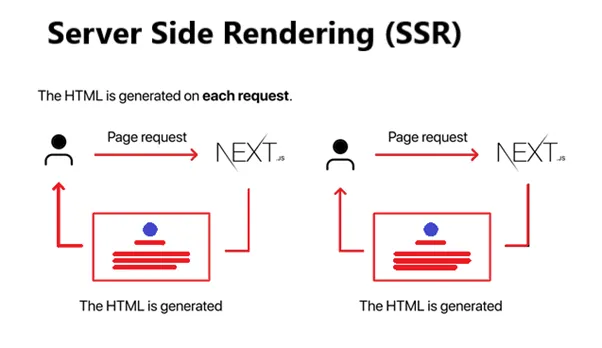 Server Side Rendering (SSR)
The HTML is generated on each request.
Page request
NEXT.JS
The HTML is generated
Page request
NEXT.JS
The HTML is generated